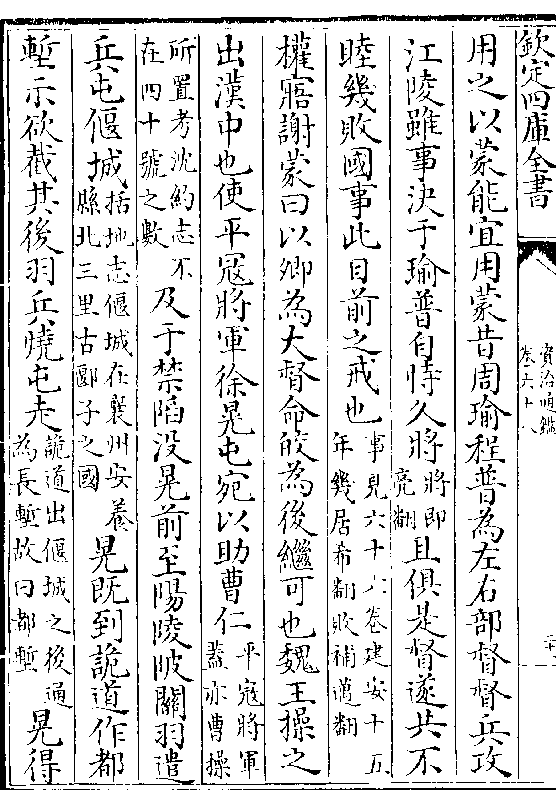 欽定四庫全書
資治通鑑
卷六十八
用之以蒙能宜用蒙昔周瑜程普為左右部督督兵攻
江陵雖事決于瑜普自恃久將將即亮翻且俱是督遂共不
睦幾敗國事此目前之戒也事見六十六卷建安十五年幾居希翻敗補邁翻
權寤謝蒙曰以卿為大督命皎為後繼可也魏王操之
出漢中也使平冦將軍徐晃屯宛以助曹仁平冦將軍蓋亦曹操
所置考沈約志不在四十號之數及于禁陷没晃前至陽陵陂關羽遣
兵屯偃城括地志偃城在襄州安養縣北三里古郾子之國晃既到詭道作都
塹示欲截其後羽兵燒屯走詭道出偃城之後通為長塹故曰都塹晃得